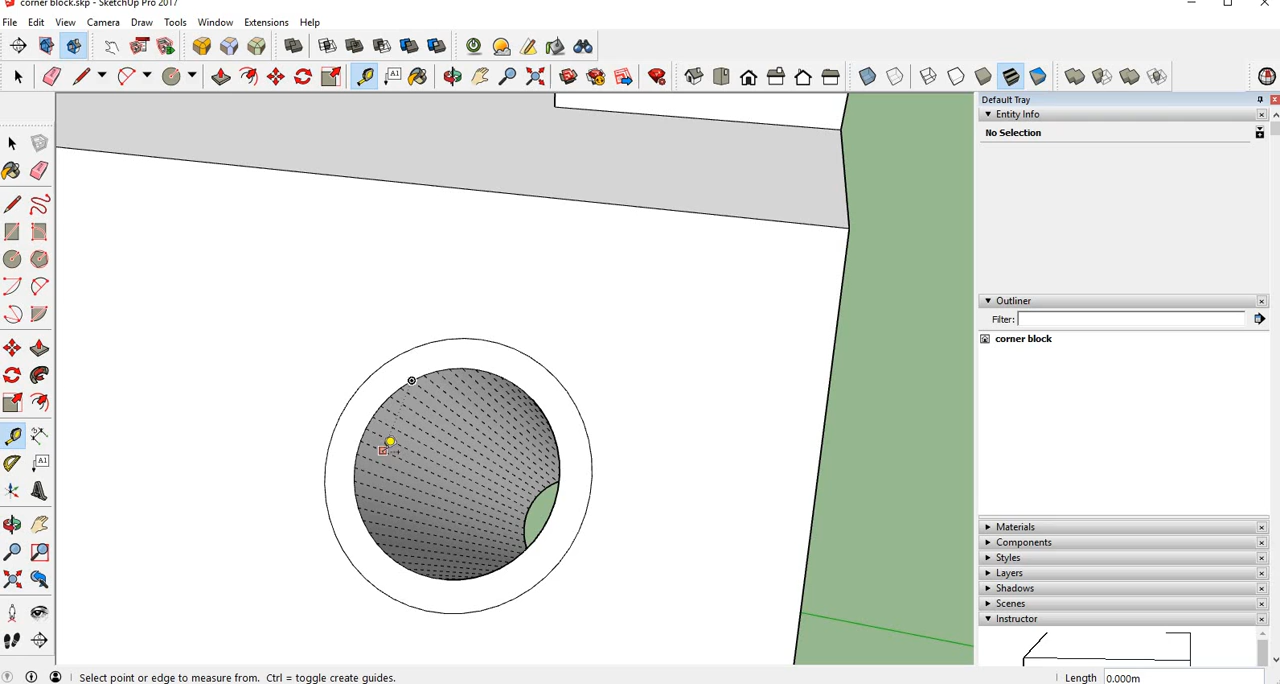 corner block.skp - SketchUp Pro 2017
File Edit View Camera Draw Tools Window Extensions Help
A1
Default Tray
Entity Info
No Selection
Outliner
Filter:
corner block
A1
Materials
Components
Styles
Layers
Shadows
Scenes
Instructor
Select point or edge to measure from. Ctrl = toggle create guides.
Length 0.000m